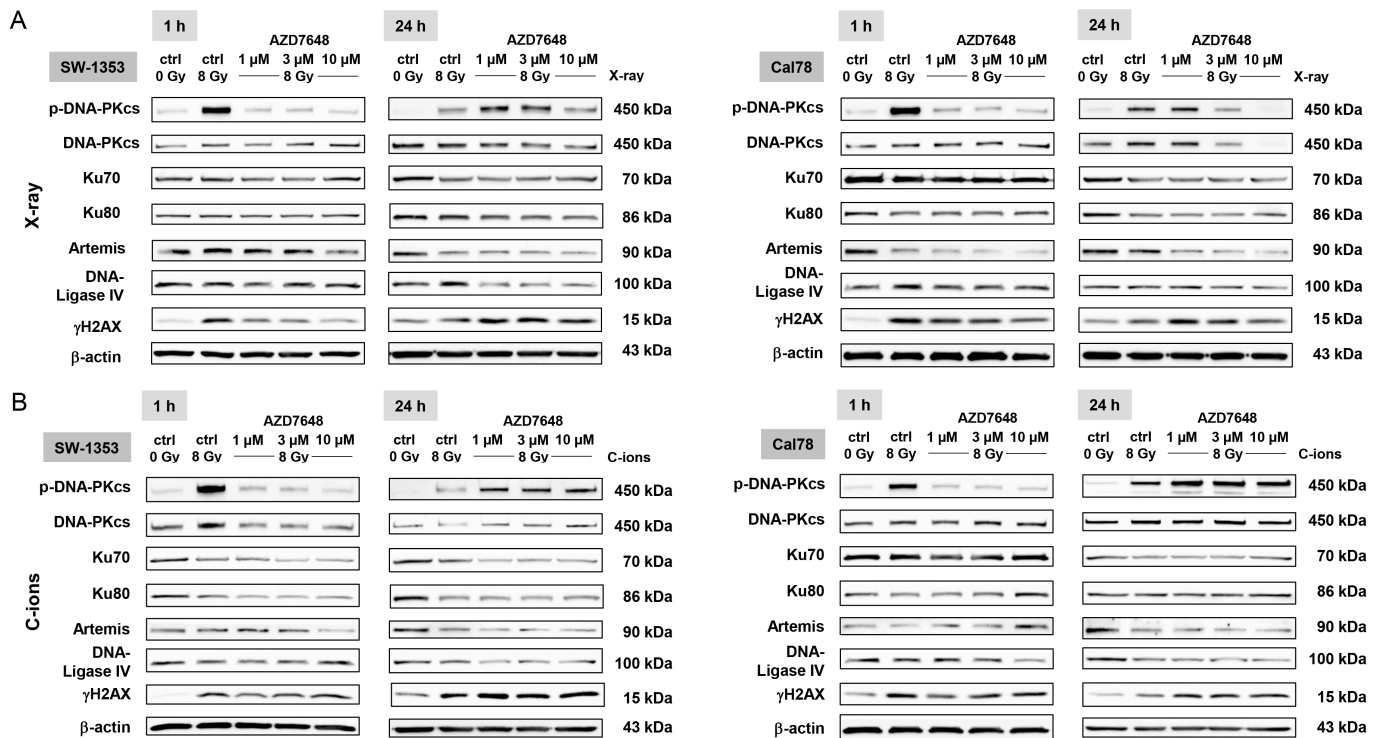 A
1 h
24 h
1 h
24 h
AZD7648
AZD7648
AZD7648
AZD7648
SW-1353
ctrl ctrl 1 µM 3 µM 10 µM
0 Gy 8 Gy 8 Gy
ctrl ctrl 1 µM 3 µM 10 µM
0 Gy 8 Gy 8 Gy X-ray
Cal78
ctrl ctrl 1 µM 3 µM 10 µM
0 Gy 8 Gy 8 Gy
ctrl ctrl 1 µM 3 µM 10 µM
0 Gy 8 Gy 8 Gy X-ray
X-ray
p-DNA-PKcs 450 kDa p-DNA-PKcs 450 kDa
DNA-PKcs 450 kDa DNA-PKcs 450 kDa
Ku70 70 kDa Ku70 70 kDa
Ku80 86 kDa Ku80 86 kDa
Artemis 90 kDa Artemis 90 kDa
DNA- DNA-
Ligase IV 100 kDa Ligase IV 100 kDa
γH2AX 15 kDa γH2AX 15 kDa
β-actin 43 kDa β-actin 43 kDa
B
1 h
24 h
1 h
24 h
AZD7648
AZD7648
AZD7648
AZD7648
SW-1353
ctrl ctrl 1 µM 3 µM 10 µM
0 Gy 8 Gy 8 Gy
ctrl ctrl 1 µM 3 µM 10 µM
0 Gy 8 Gy 8 Gy C-ions
Cal78
ctrl ctrl 1 µM 3 µM 10 µM
0 Gy 8 Gy 8 Gy
ctrl ctrl 1 µM 3 µM 10 µM
0 Gy 8 Gy 8 Gy C-ions
C-ions
p-DNA-PKcs 450 kDa p-DNA-PKcs 450 kDa
DNA-PKcs 450 kDa DNA-PKcs 450 kDa
Ku70 70 kDa Ku70 70 kDa
Ku80 86 kDa Ku80 86 kDa
Artemis 90 kDa Artemis 90 kDa
DNA- DNA-
Ligase IV 100 kDa Ligase IV 100 kDa
γH2AX 15 kDa γH2AX 15 kDa
β-actin 43 kDa β-actin 43 kDa